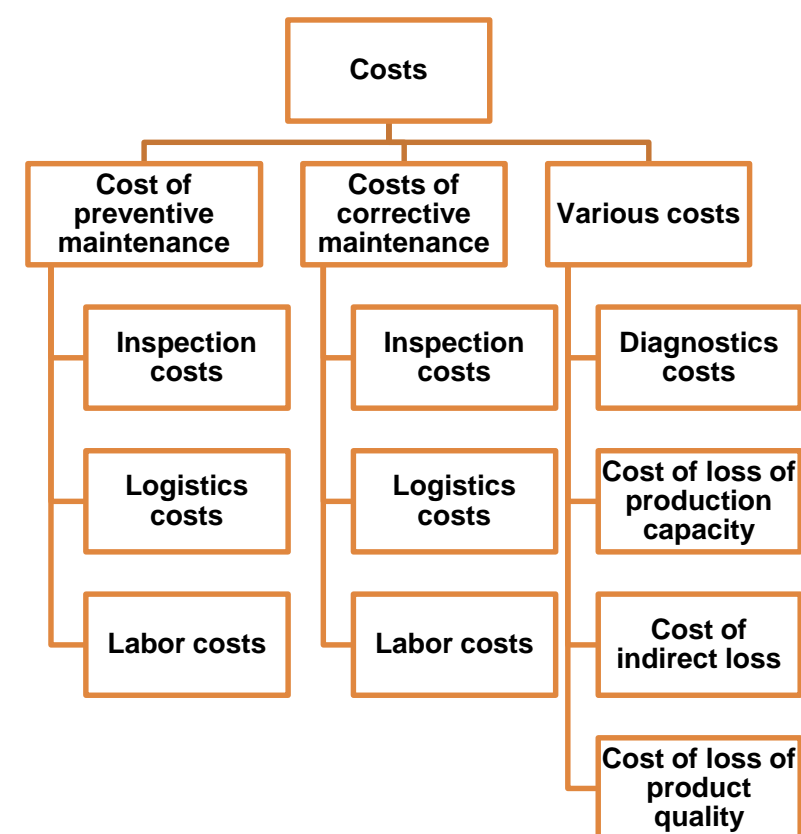 Costs
Cost of
preventive
maintenance
Costs of
corrective
maintenance
Various costs
Inspection
costs
Logistics
costs
Labor costs
Inspection
costs
Logistics
costs
Labor costs
Diagnostics
costs
Cost of loss of
production
capacity
Cost of
indirect loss
Cost of loss of
product
quality